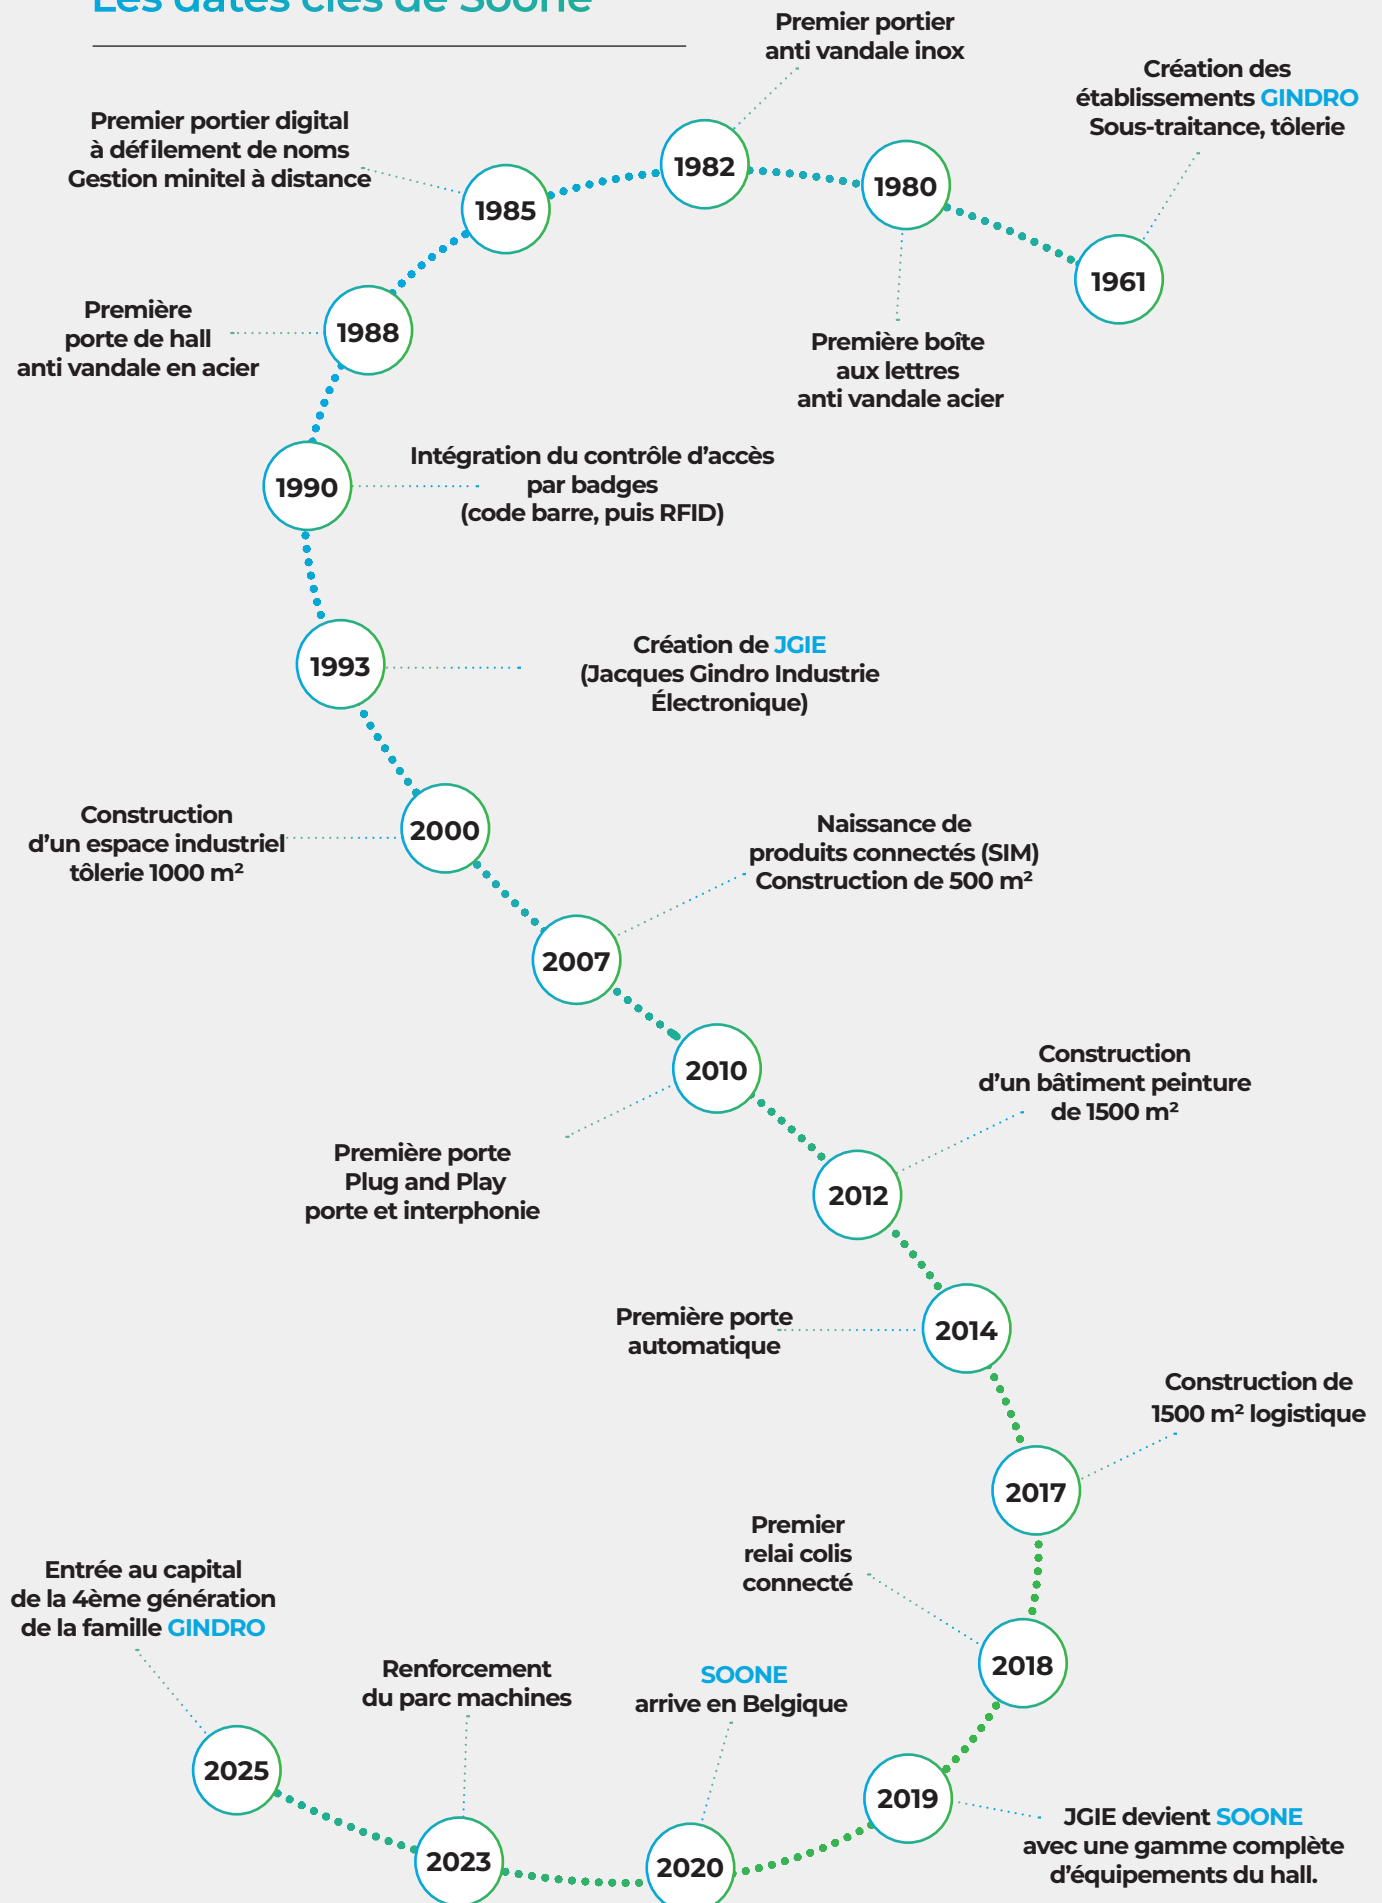 Les dates clés de Soone
Création des
établissements GINDRO
Sous-traitance, tôlerie
1961
1980
Première boîte
aux lettres
anti vandale acier
Premier portier
anti vandale inox
1982
Premier portier digital
à défilement de noms
Gestion minitel à distance
1985
Première
porte de hall
anti vandale en acier
1988
1990
Intégration du contrôle d’accès
par badges
(code barre, puis RFID)
1993
Création de JGIE
(Jacques Gindro Industrie
Électronique)
Construction
d’un espace industriel
tôlerie 1000 m²
2000
Naissance de
produits connectés (SIM)
Construction de 500 m²
2007
2010
Première porte
Plug and Play
porte et interphonie
Construction
d’un bâtiment peinture
de 1500 m²
2012
Première porte
automatique
2014
Construction de
1500 m² logistique
2017
Premier
relai colis
connecté
2018
2019
JGIE devient SOONE
avec une gamme complète
d’équipements du hall.
SOONE
arrive en Belgique
2020
Renforcement
du parc machines
2023
Entrée au capital
de la 4ème génération
de la famille GINDRO
2025